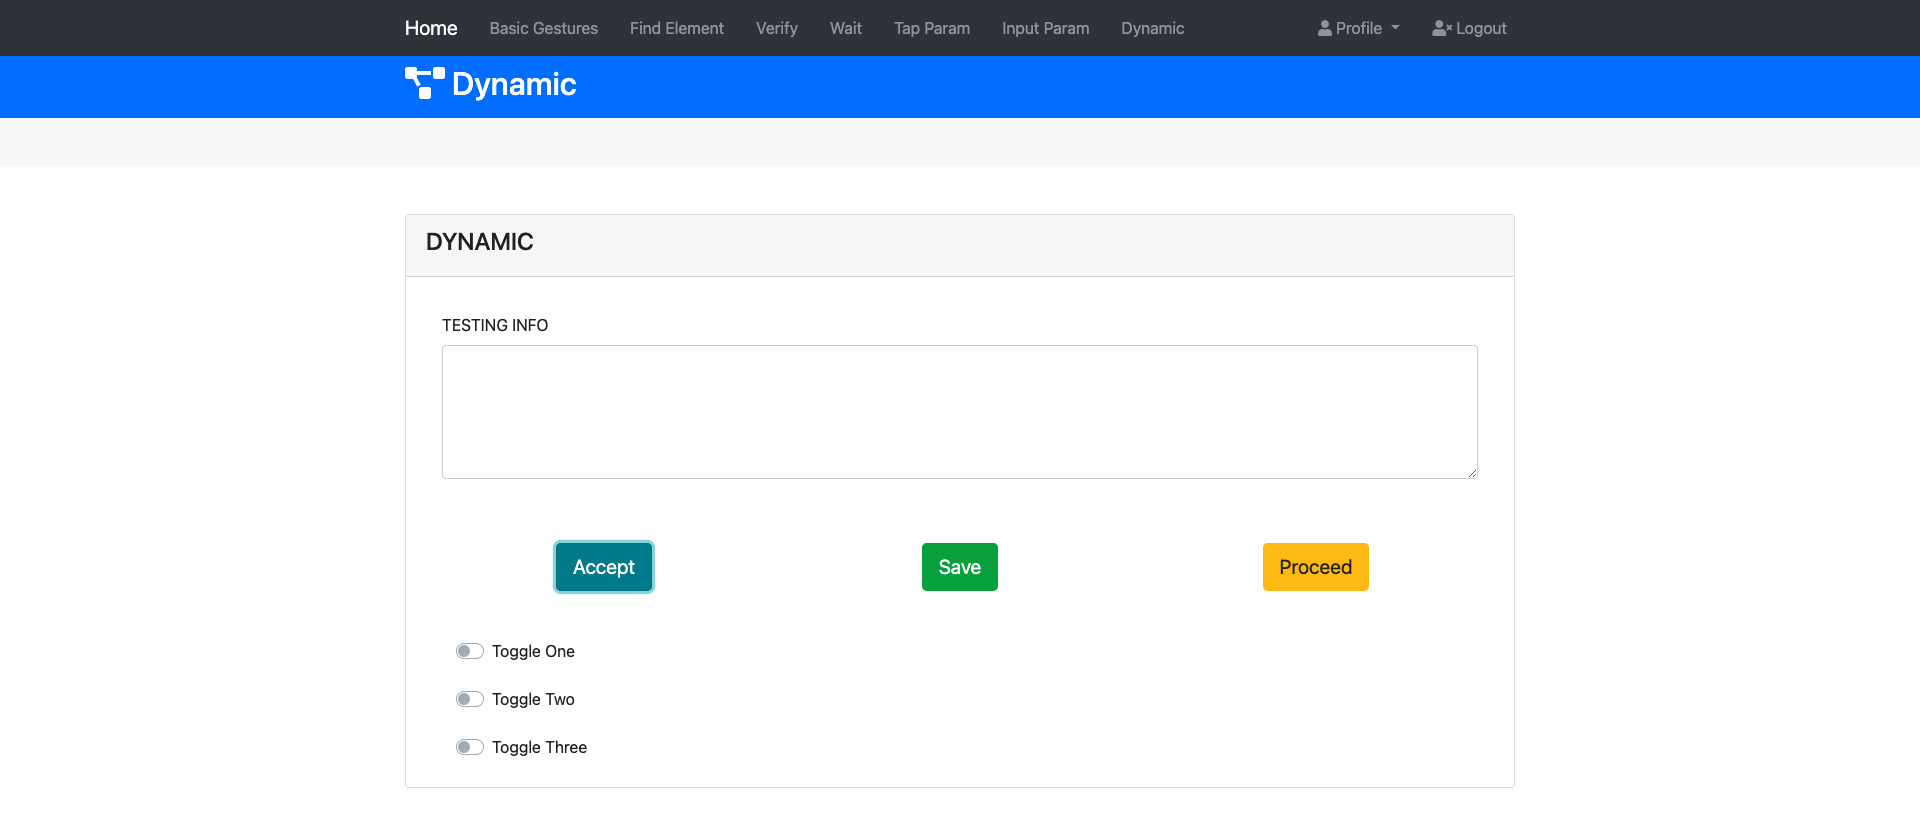 Home Basic Gestures Find Element Verify Wait Tap Param Input Param Dynamic Profile Logout
Dynamic
DYNAMIC
TESTING INFO
Accept Save Proceed
Toggle One
Toggle Two
Toggle Three